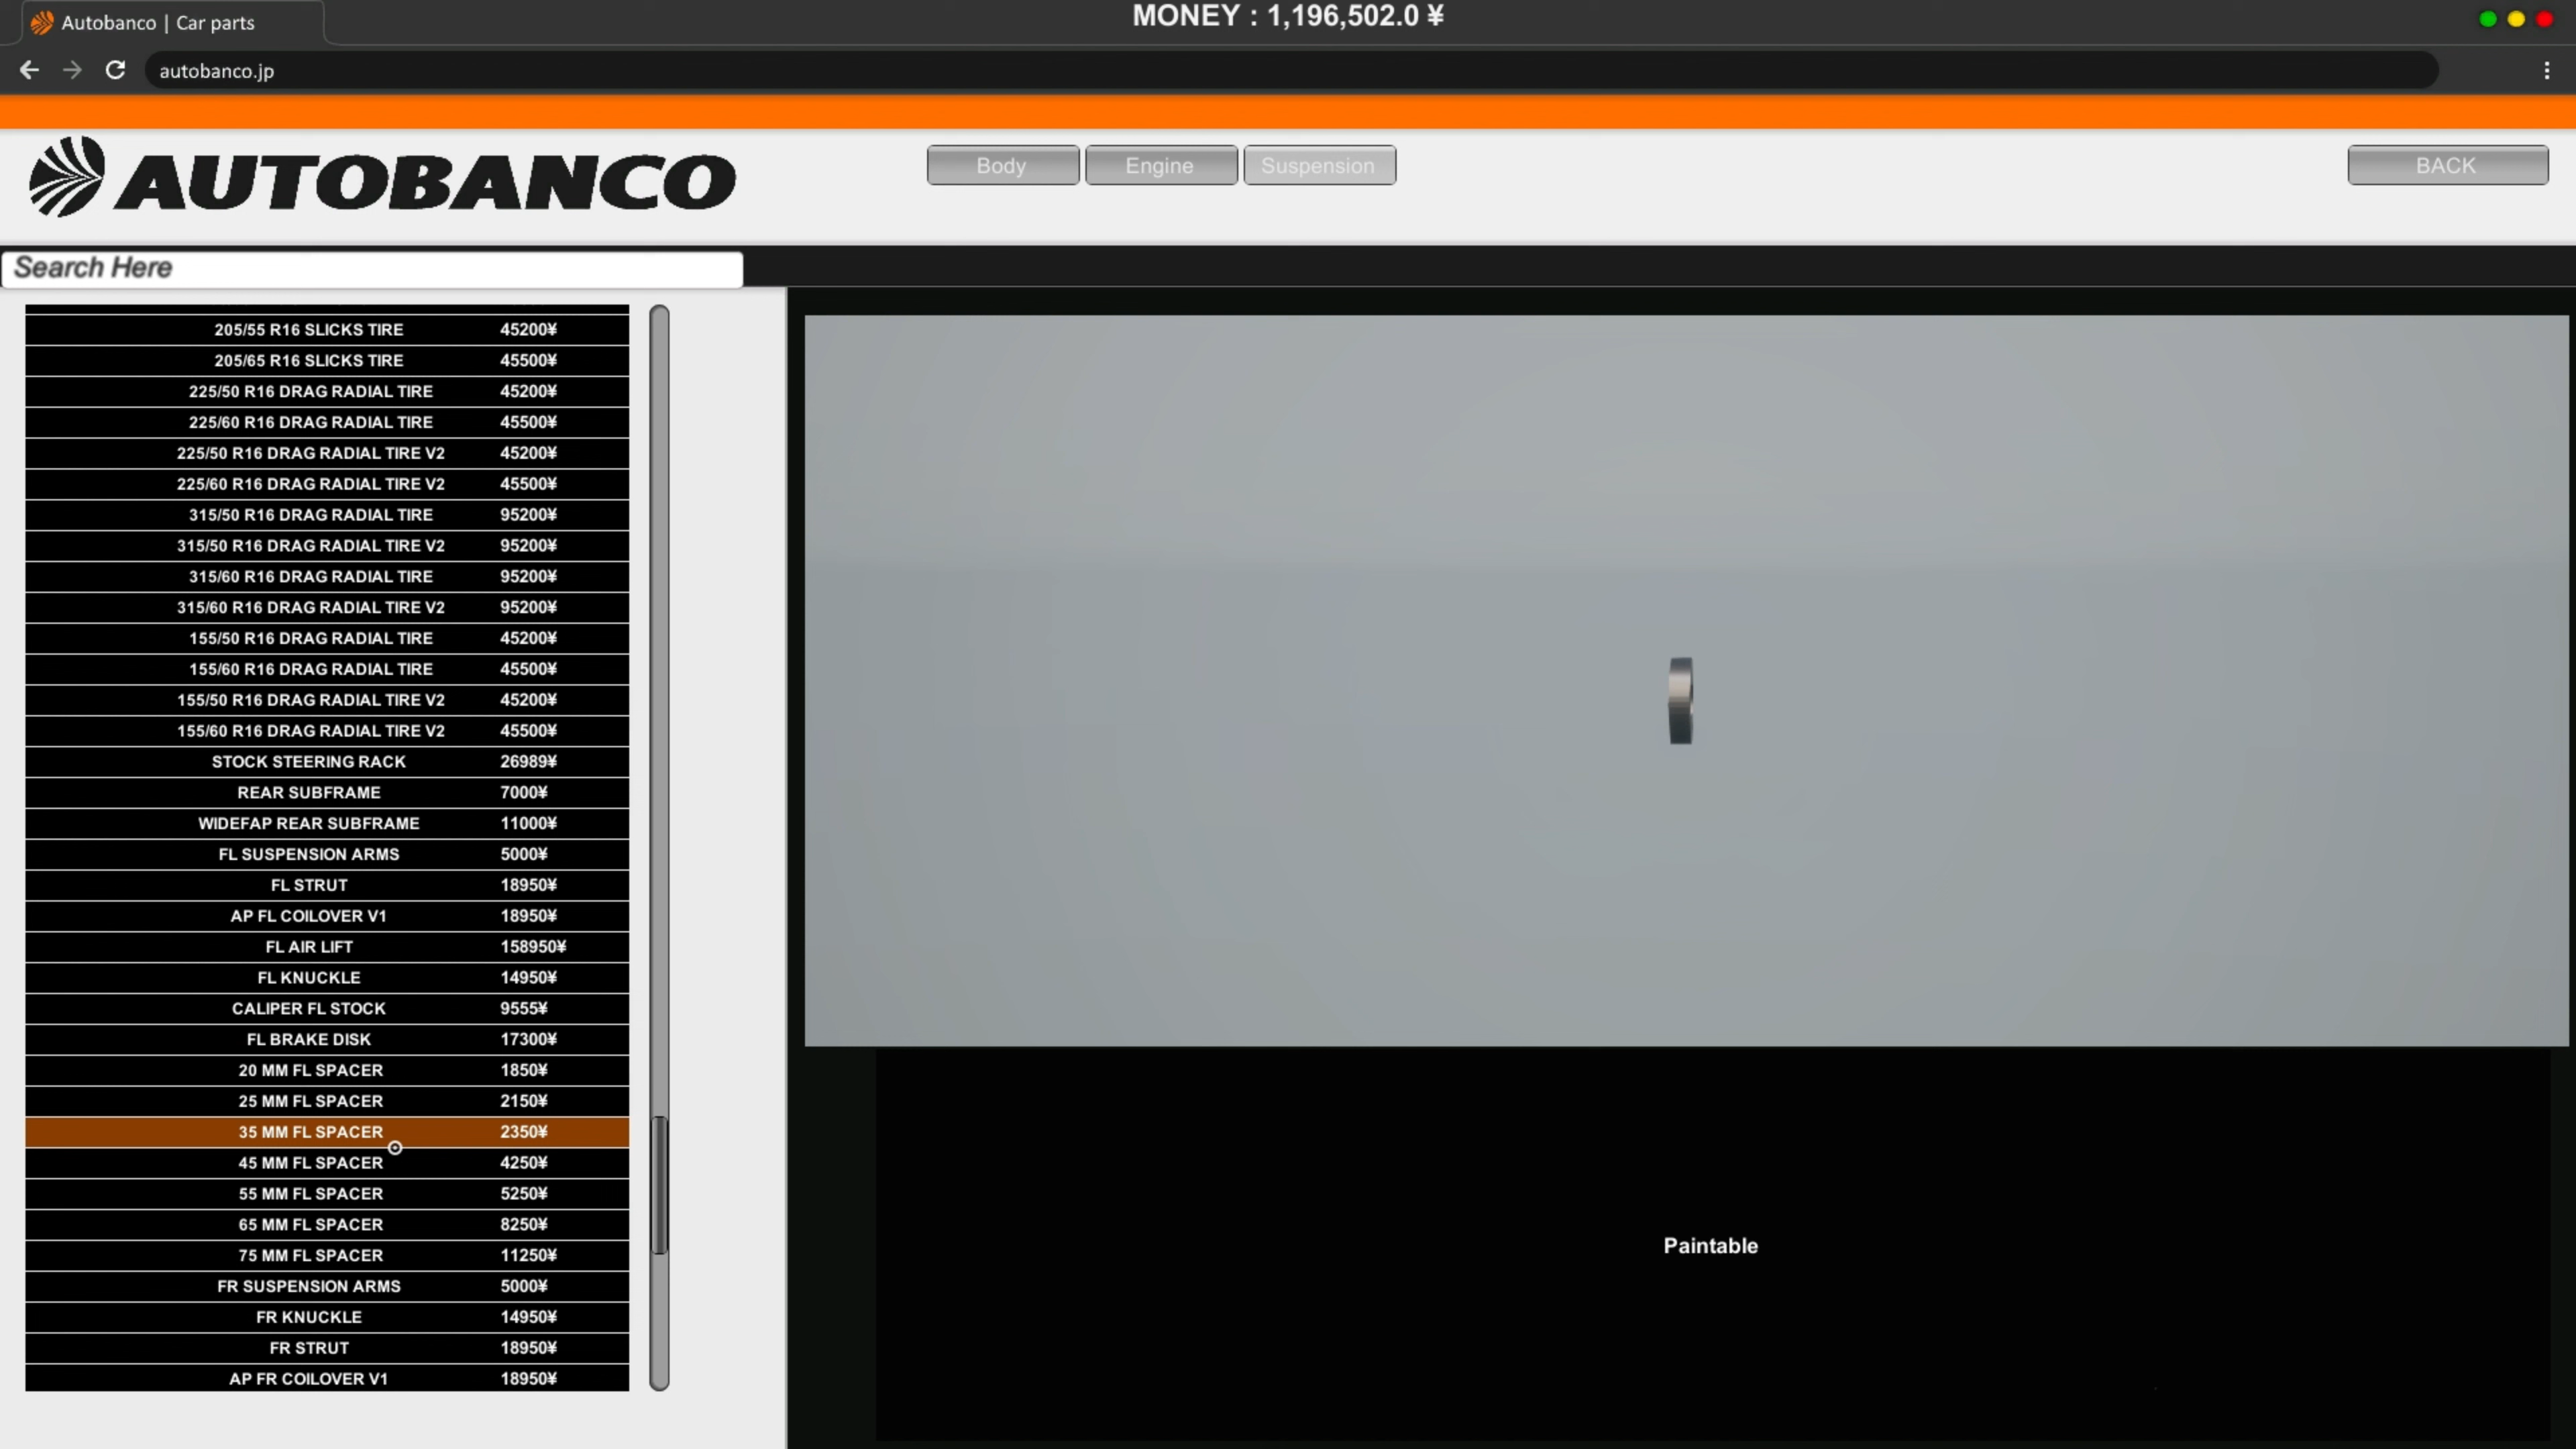 Autobanco | Car parts
MONEY : 1,196,502.0 ¥
autobanco.jp
AUTOBANCO
Body
Engine
Suspension
BACK
Search Here
205/55 R16 SLICKS TIRE 45200¥
205/65 R16 SLICKS TIRE 45500¥
225/50 R16 DRAG RADIAL TIRE 45200¥
225/60 R16 DRAG RADIAL TIRE 45500¥
225/50 R16 DRAG RADIAL TIRE V2 45200¥
225/60 R16 DRAG RADIAL TIRE V2 45500¥
315/50 R16 DRAG RADIAL TIRE 95200¥
315/50 R16 DRAG RADIAL TIRE V2 95200¥
315/60 R16 DRAG RADIAL TIRE 95200¥
315/60 R16 DRAG RADIAL TIRE V2 95200¥
155/50 R16 DRAG RADIAL TIRE 45200¥
155/60 R16 DRAG RADIAL TIRE 45500¥
155/50 R16 DRAG RADIAL TIRE V2 45200¥
155/60 R16 DRAG RADIAL TIRE V2 45500¥
STOCK STEERING RACK 26989¥
REAR SUBFRAME 7000¥
WIDEFAP REAR SUBFRAME 11000¥
FL SUSPENSION ARMS 5000¥
FL STRUT 18950¥
AP FL COILOVER V1 18950¥
FL AIR LIFT 158950¥
FL KNUCKLE 14950¥
CALIPER FL STOCK 9555¥
FL BRAKE DISK 17300¥
20 MM FL SPACER 1850¥
25 MM FL SPACER 2150¥
35 MM FL SPACER 2350¥
45 MM FL SPACER 4250¥
55 MM FL SPACER 5250¥
65 MM FL SPACER 8250¥
75 MM FL SPACER 11250¥
FR SUSPENSION ARMS 5000¥
FR KNUCKLE 14950¥
FR STRUT 18950¥
AP FR COILOVER V1 18950¥
Paintable